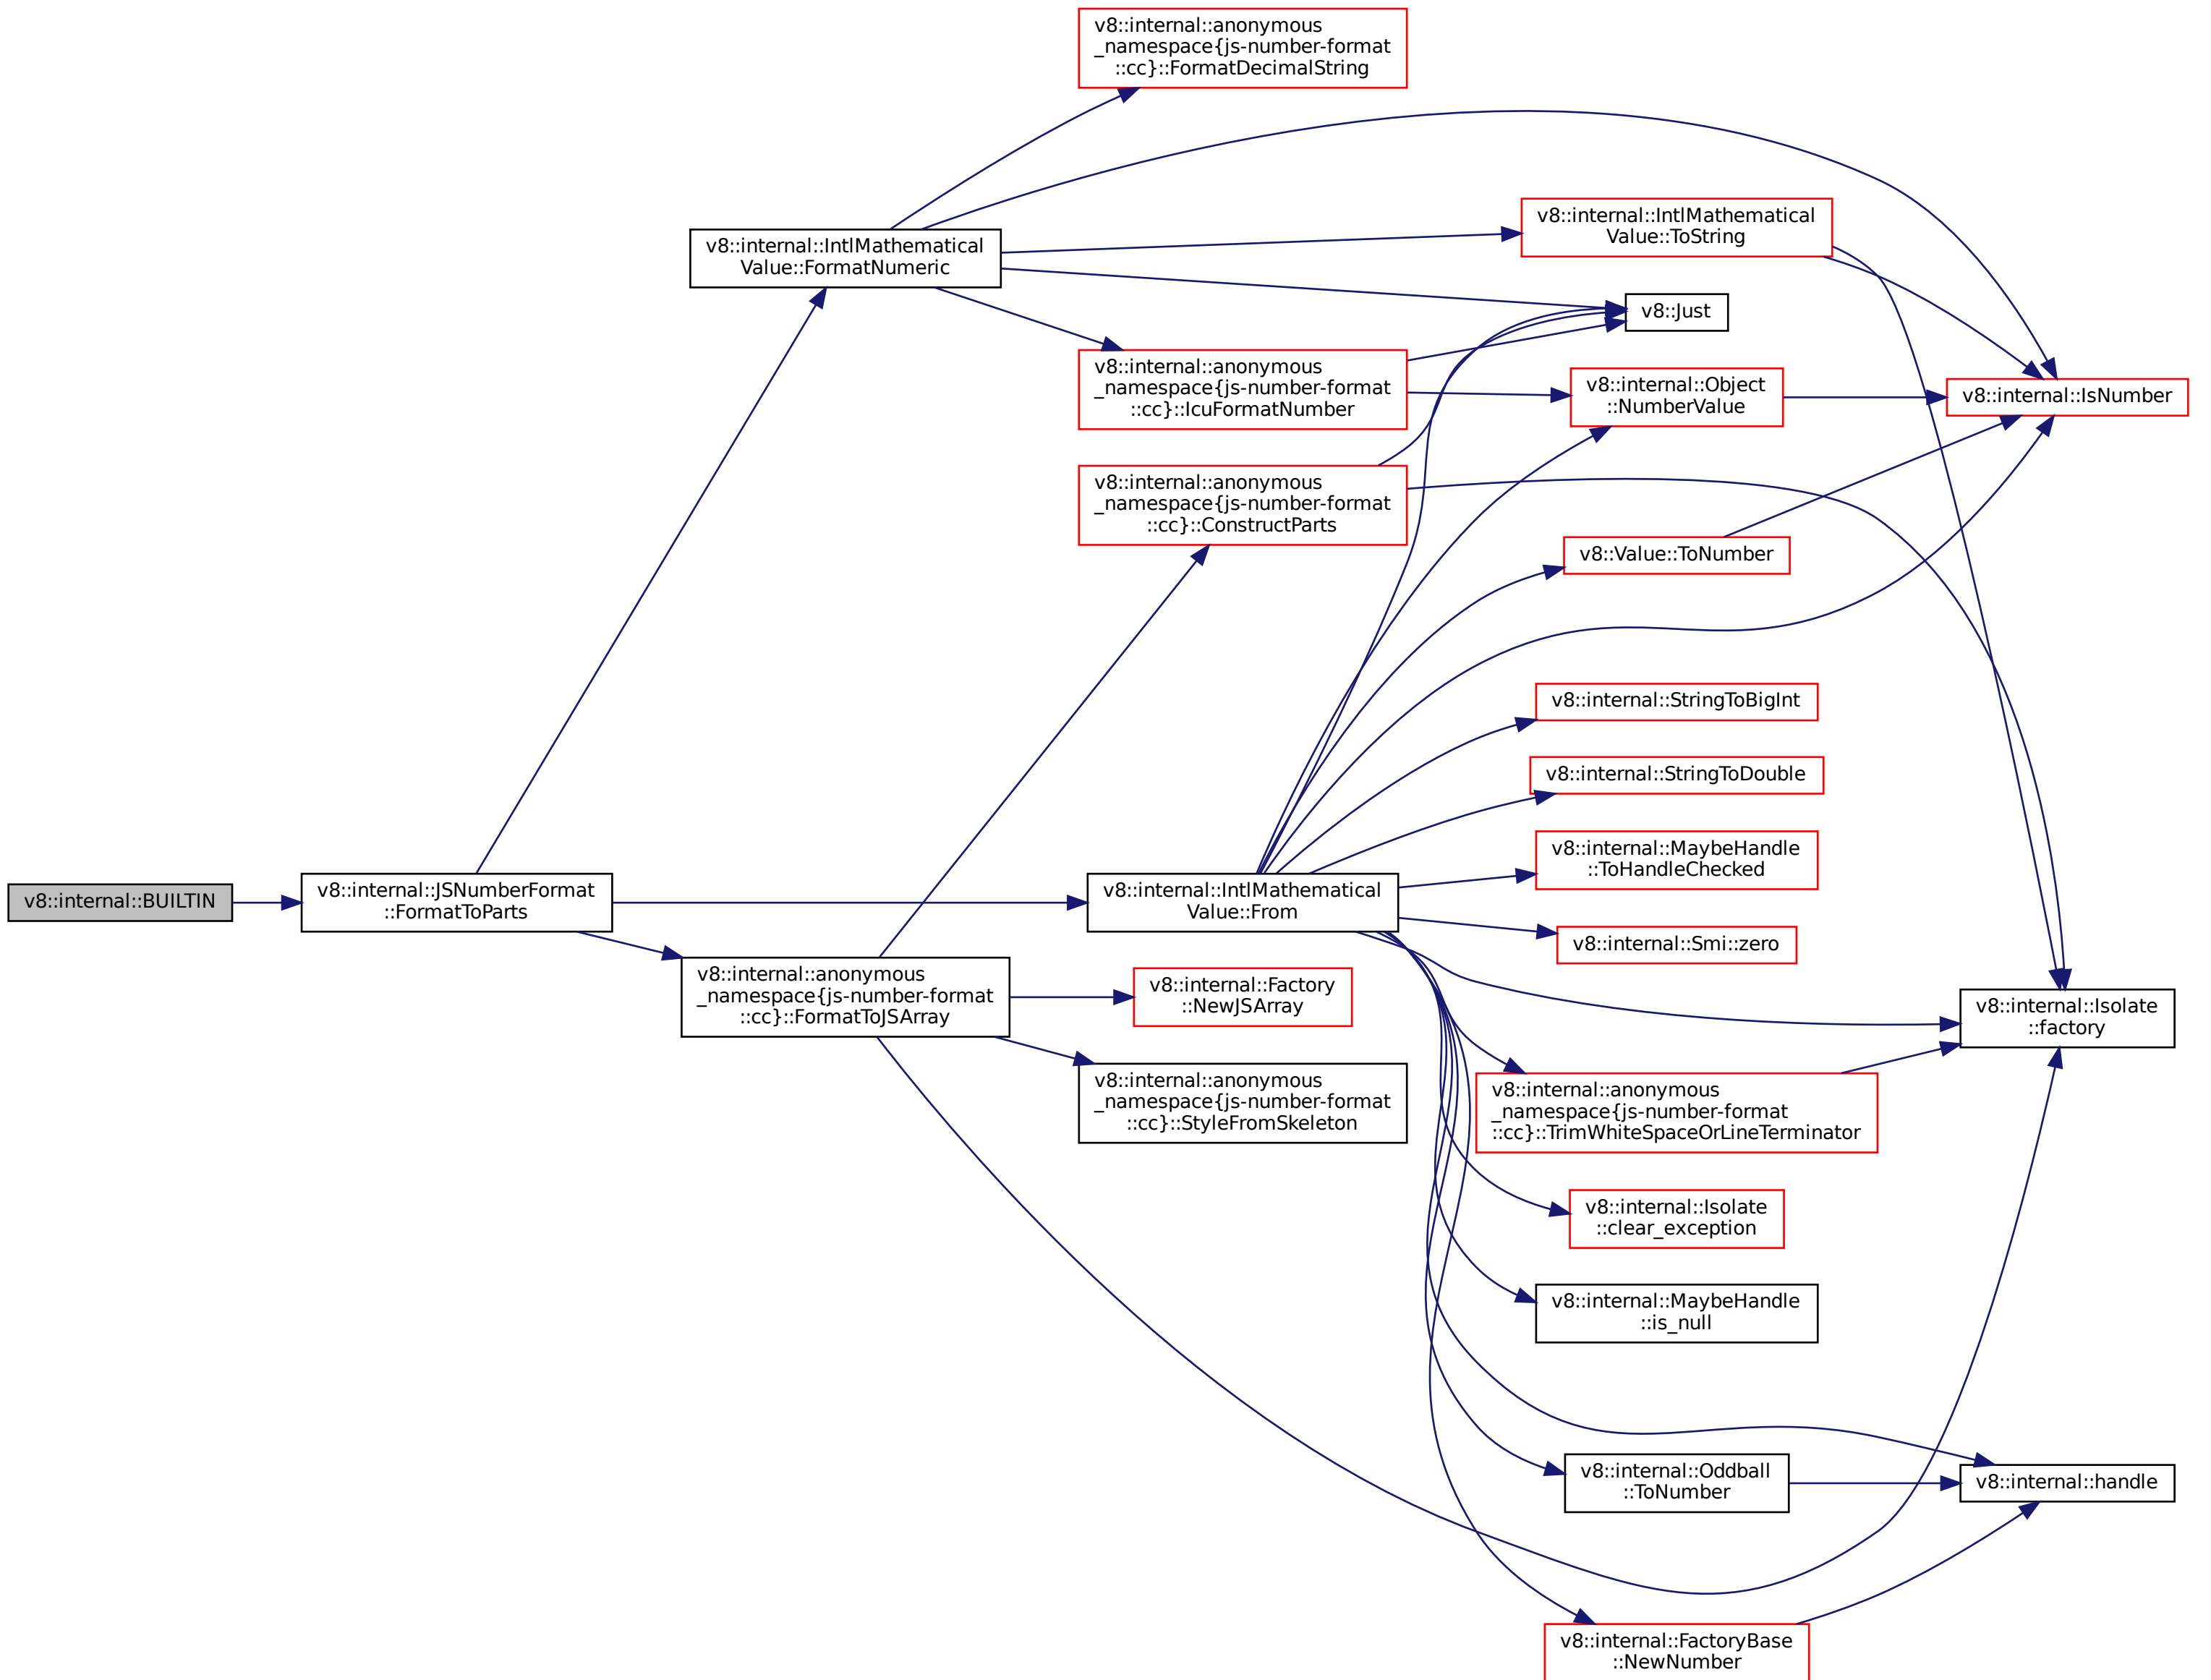 v8::internal::anonymous
_namespace{js-number-format
::cc}::FormatDecimalString
v8::internal::IntlMathematical
Value::ToString
v8::internal::IntlMathematical
Value::FormatNumeric
v8::Just
v8::internal::anonymous
_namespace{js-number-format
::cc}::IcuFormatNumber
v8::internal::Object
::NumberValue
v8::internal::IsNumber
v8::internal::anonymous
_namespace{js-number-format
::cc}::ConstructParts
v8::Value::ToNumber
v8::internal::StringToBigInt
v8::internal::StringToDouble
v8::internal::MaybeHandle
::ToHandleChecked
v8::internal::BUILTIN
v8::internal::JSNumberFormat
::FormatToParts
v8::internal::IntlMathematical
Value::From
v8::internal::Smi::zero
v8::internal::anonymous
_namespace{js-number-format
::cc}::FormatToJSArray
v8::internal::Factory
::NewJSArray
v8::internal::Isolate
::factory
v8::internal::anonymous
_namespace{js-number-format
::cc}::StyleFromSkeleton
v8::internal::anonymous
_namespace{js-number-format
::cc}::TrimWhiteSpaceOrLineTerminator
v8::internal::Isolate
::clear_exception
v8::internal::MaybeHandle
::is_null
v8::internal::Oddball
::ToNumber
v8::internal::handle
v8::internal::FactoryBase
::NewNumber